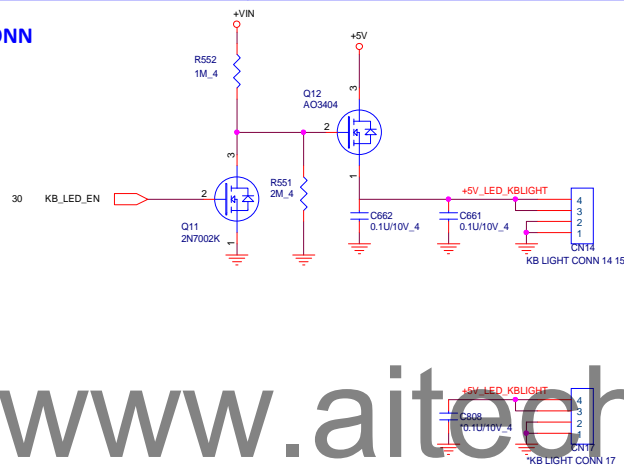 ONN
+VIN
+5V
R552
1M_4
Q12
AO3404
3
2
3
R551
2M_4
1
30 KB_LED_EN
2
Q11
2N7002K
1
+5V_LED_KBLIGHT
C662
0.1U/10V_4
C661
0.1U/10V_4
4
3
2
1
CN14
KB LIGHT CONN 14 15
www.aitech
+5V_LED_KBLIGHT
C808
*0.1U/10V_4
4
3
2
1
CN17
*KB LIGHT CONN 17